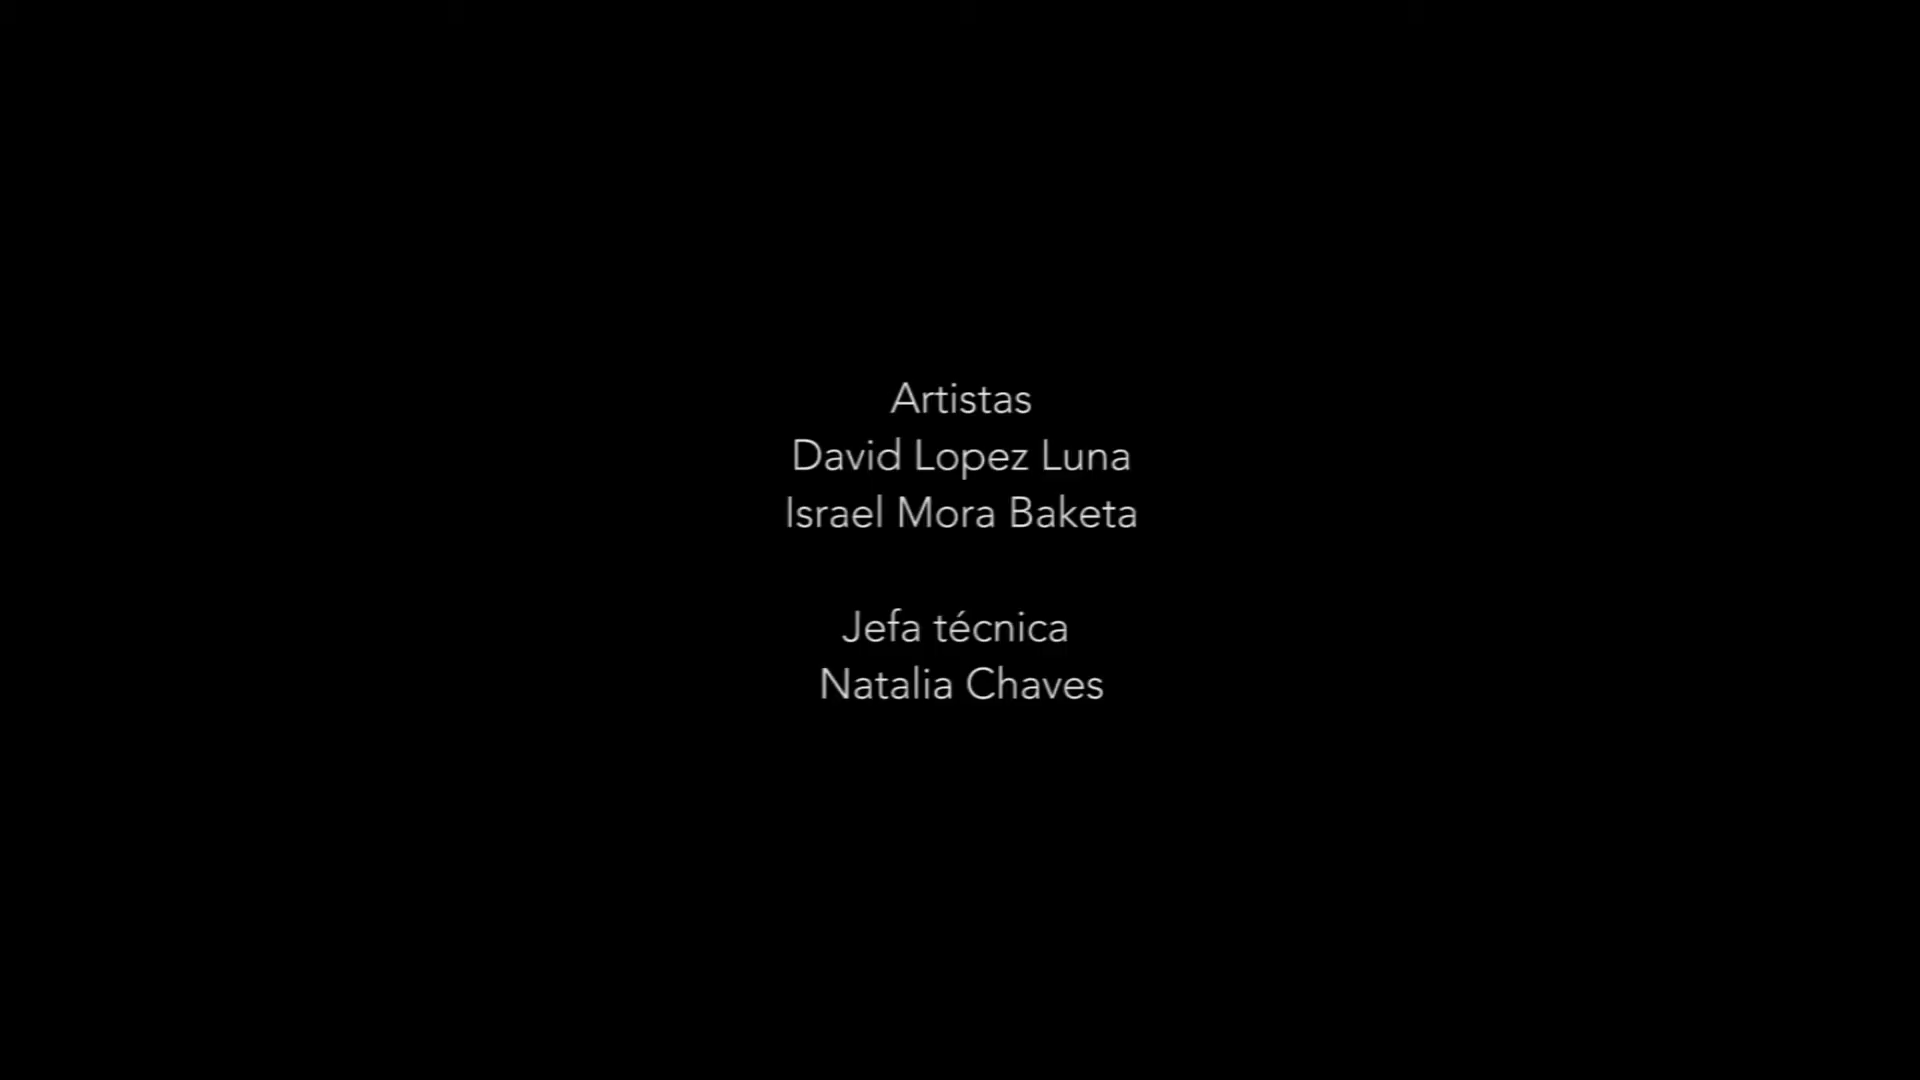 Artistas
David Lopez Luna
Israel Mora Baketa
Jefa técnica
Natalia Chaves